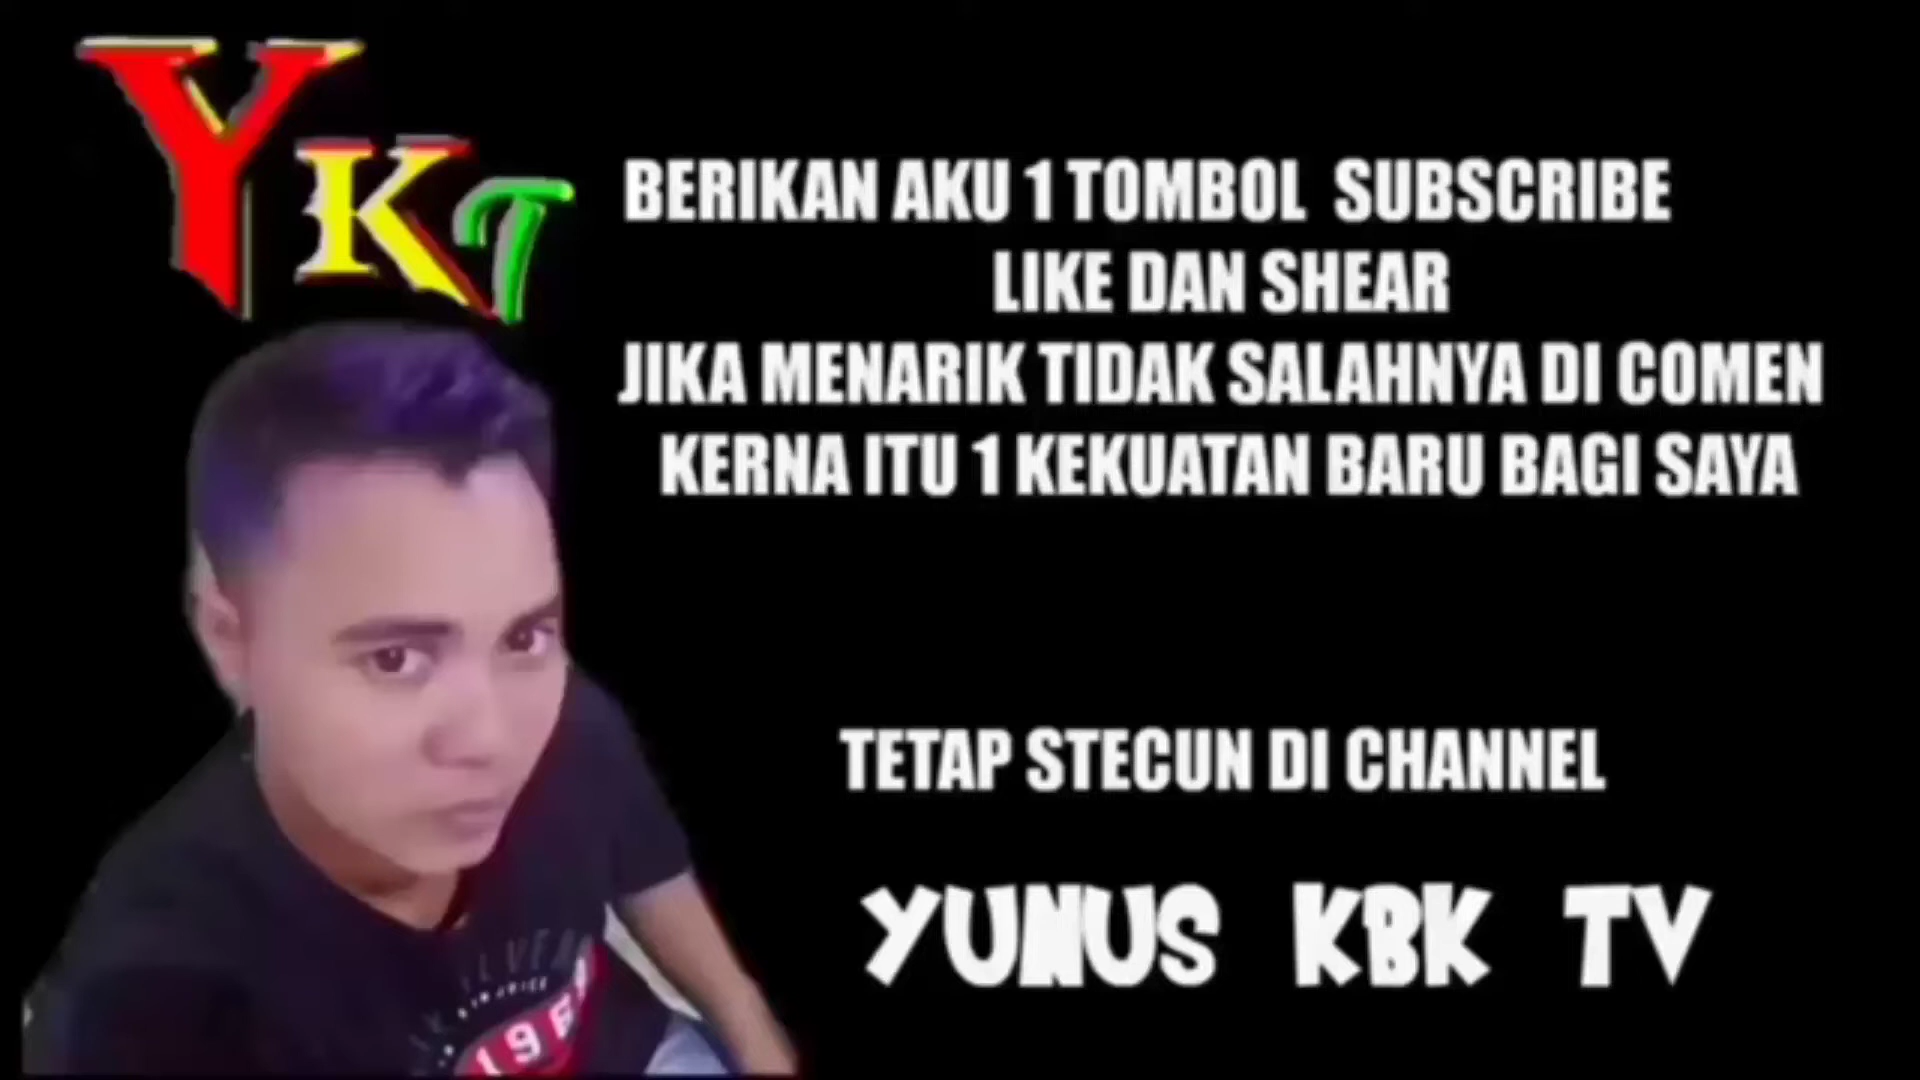 YKT
BERIKAN AKU 1 TOMBOL SUBSCRIBE
LIKE DAN SHEAR
JIKA MENARIK TIDAK SALAHNYA DI COMEN
KERNA ITU 1 KEKUATAN BARU BAGI SAYA
TETAP STECUN DI CHANNEL
YUNUS KBK TV